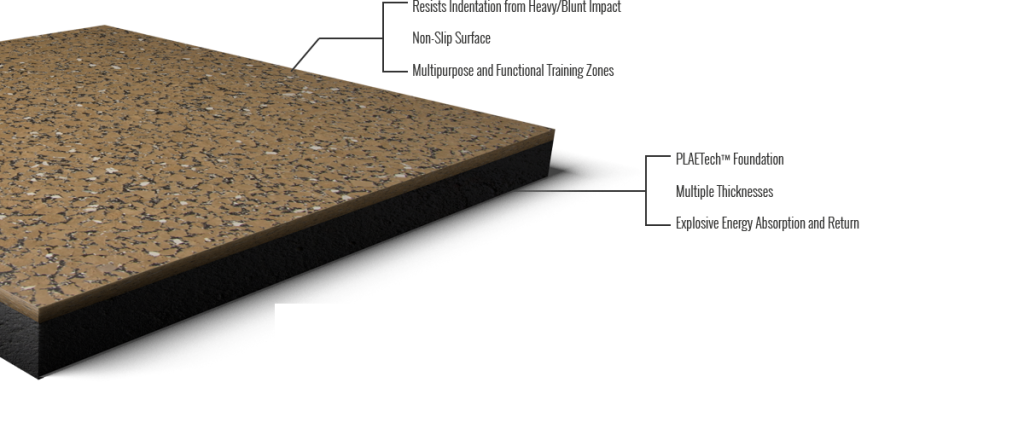 Resists Indentation from Heavy/Blunt Impact
Non-Slip Surface
Multipurpose and Functional Training Zones
PLAETech™ Foundation
Multiple Thicknesses
Explosive Energy Absorption and Return